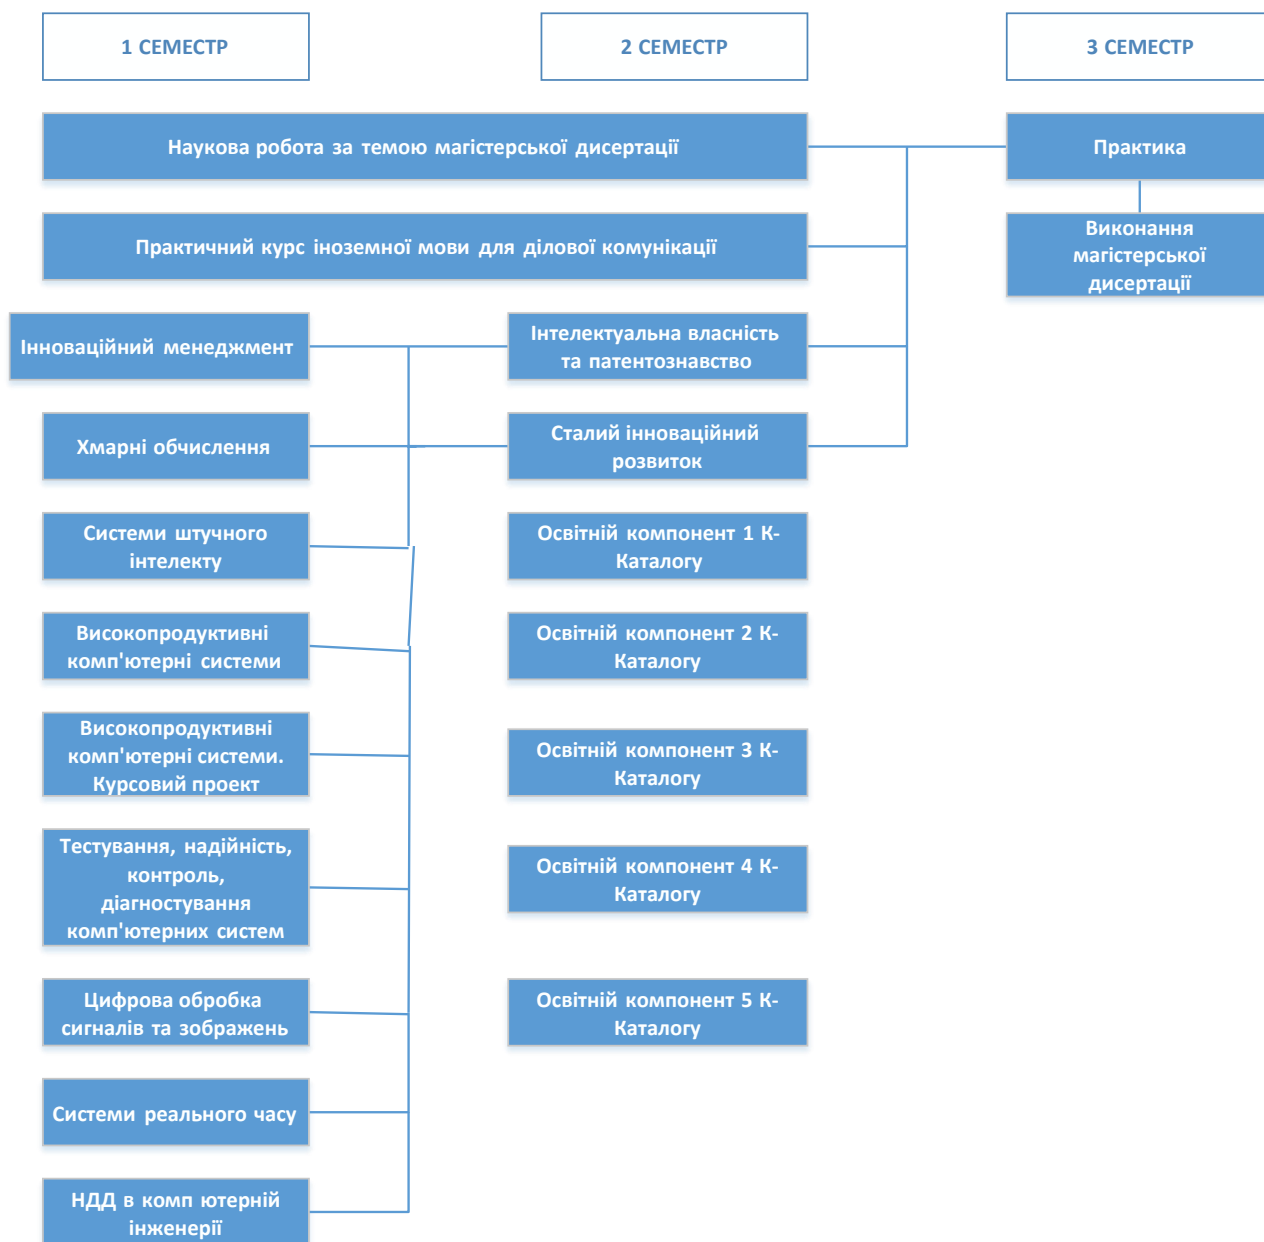 1 СЕМЕСТР
2 СЕМЕСТР
3 СЕМЕСТР
Наукова робота за темою магістерської дисертації
Практика
Практичний курс іноземної мови для ділової комунікації
Виконання
магістерської
дисертації
Інноваційний менеджмент
Інтелектуальна власність
та патентознавство
Хмарні обчислення
Сталий інноваційний
розвиток
Системи штучного
інтелекту
Освітній компонент 1 К-
Каталогу
Високопродуктивні
комп'ютерні системи
Освітній компонент 2 К-
Каталогу
Високопродуктивні
комп'ютерні системи.
Курсовий проект
Освітній компонент 3 К-
Каталогу
Тестування, надійність,
контроль,
діагностування
комп'ютерних систем
Освітній компонент 4 К-
Каталогу
Цифрова обробка
сигналів та зображень
Освітній компонент 5 К-
Каталогу
Системи реального часу
НДД в комп ютерній
інженерії